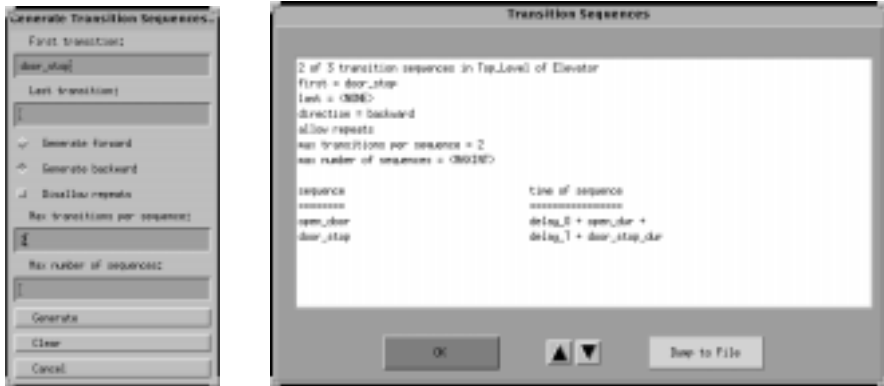 Generate Transition Sequences
First transition:
door_stop
Last transition:
Generate forward
Generate backward
Disallow repeats
Max transitions per sequence:
2
Max number of sequences:
Generate
Clear
Cancel
Transition Sequences
2 of 3 transition sequences in Top_Level of Elevator
first = door_stop
last = <NONE>
direction = backward
allow repeats
max transitions per sequence = 2
max number of sequences = <MAXINT>
sequence time of sequence
======== ================
open_door delay_0 + open_dur +
door_stop delay_1 + door_stop_dur
OK
Dump to File